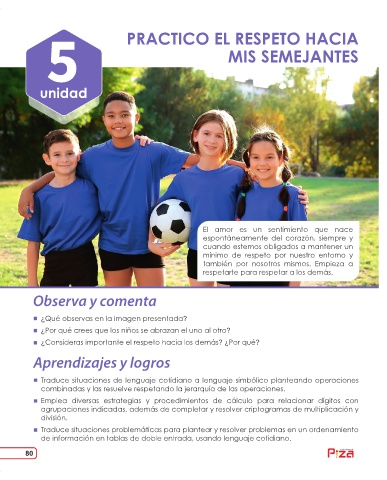 PRACTICO EL RESPETO HACIA
MIS SEMEJANTES
5
unidad
El amor es un sentimiento que nace
espontáneamente del corazón, siempre y
cuando estemos obligados a mantener un
mínimo de respeto por nuestro entorno y
también por nosotros mismos. Empieza a
respetarte para respetar a los demás.
Observa y comenta
¿Qué observas en la imagen presentada?
¿Por qué crees que los niños se abrazan el uno al otro?
¿Consideras importante el respeto hacia los demás? ¿Por qué?
Aprendizajes y logros
Traduce situaciones de lenguaje cotidiano a lenguaje simbólico planteando operaciones
combinadas y las resuelve respetando la jerarquía de las operaciones.
Emplea diversas estrategias y procedimientos de cálculo para relacionar dígitos con
agrupaciones indicadas, además de completar y resolver criptogramas de multiplicación y
división.
Traduce situaciones problemáticas para plantear y resolver problemas en un ordenamiento
de información en tablas de doble entrada, usando lenguaje cotidiano.
80